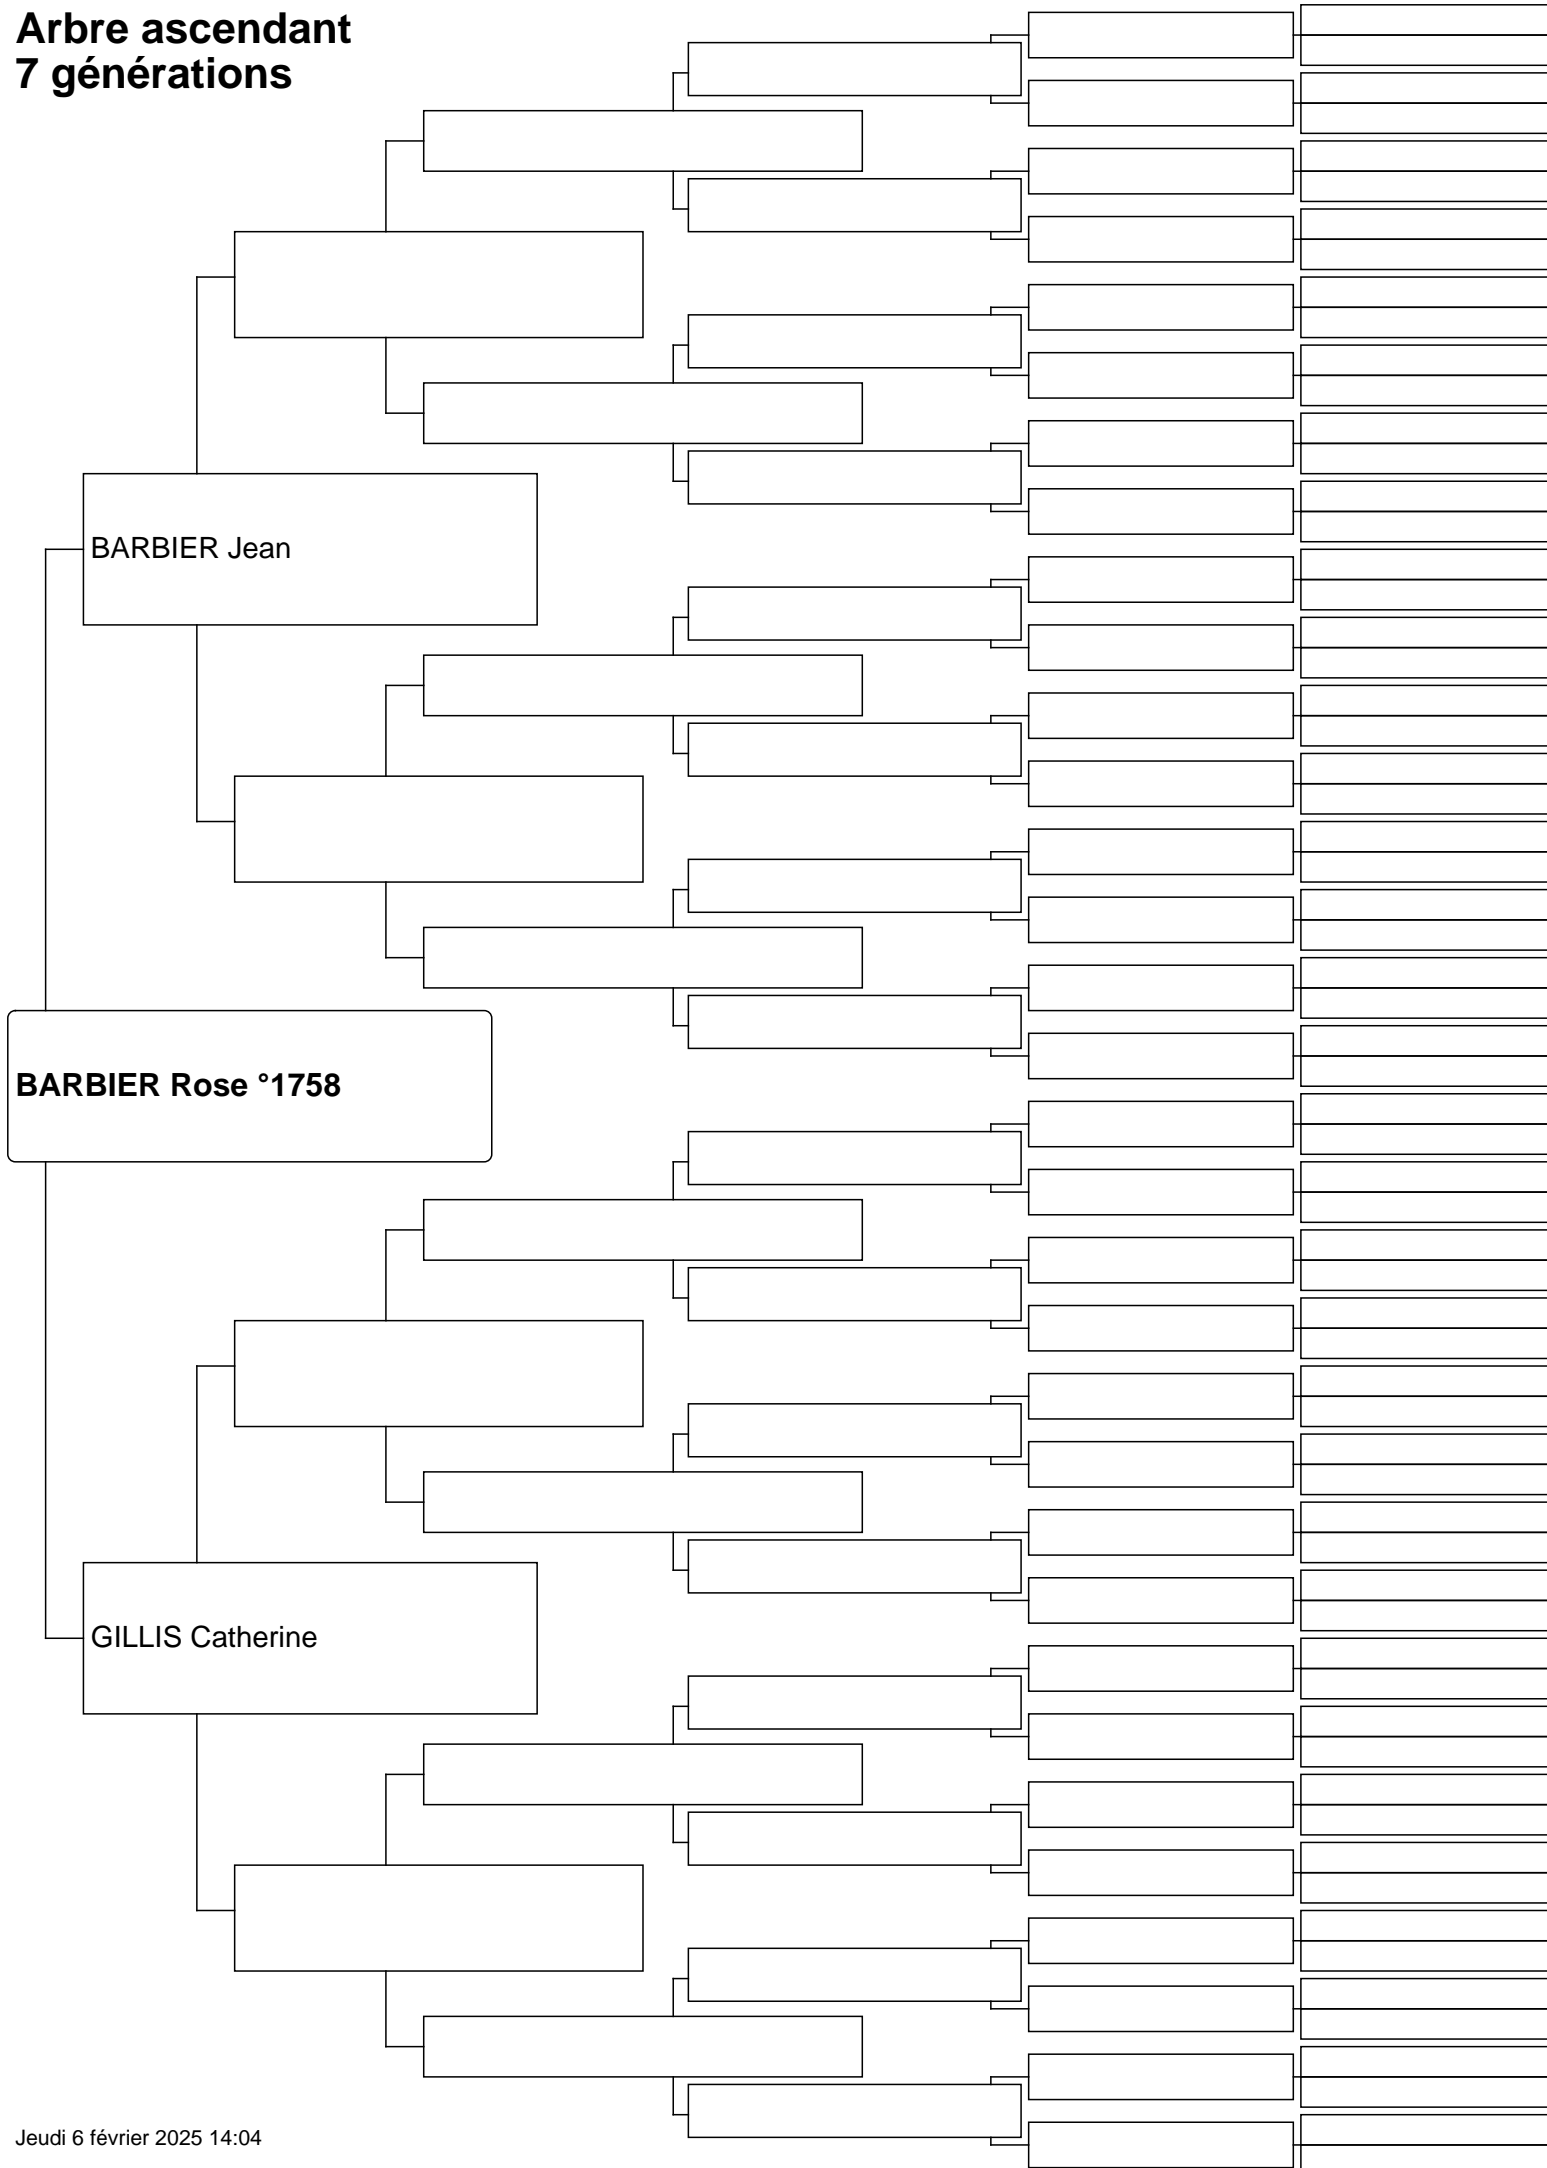 Arbre ascendant
7 générations
BARBIER Jean
BARBIER Rose °1758
GILLIS Catherine
Jeudi 6 février 2025 14:04